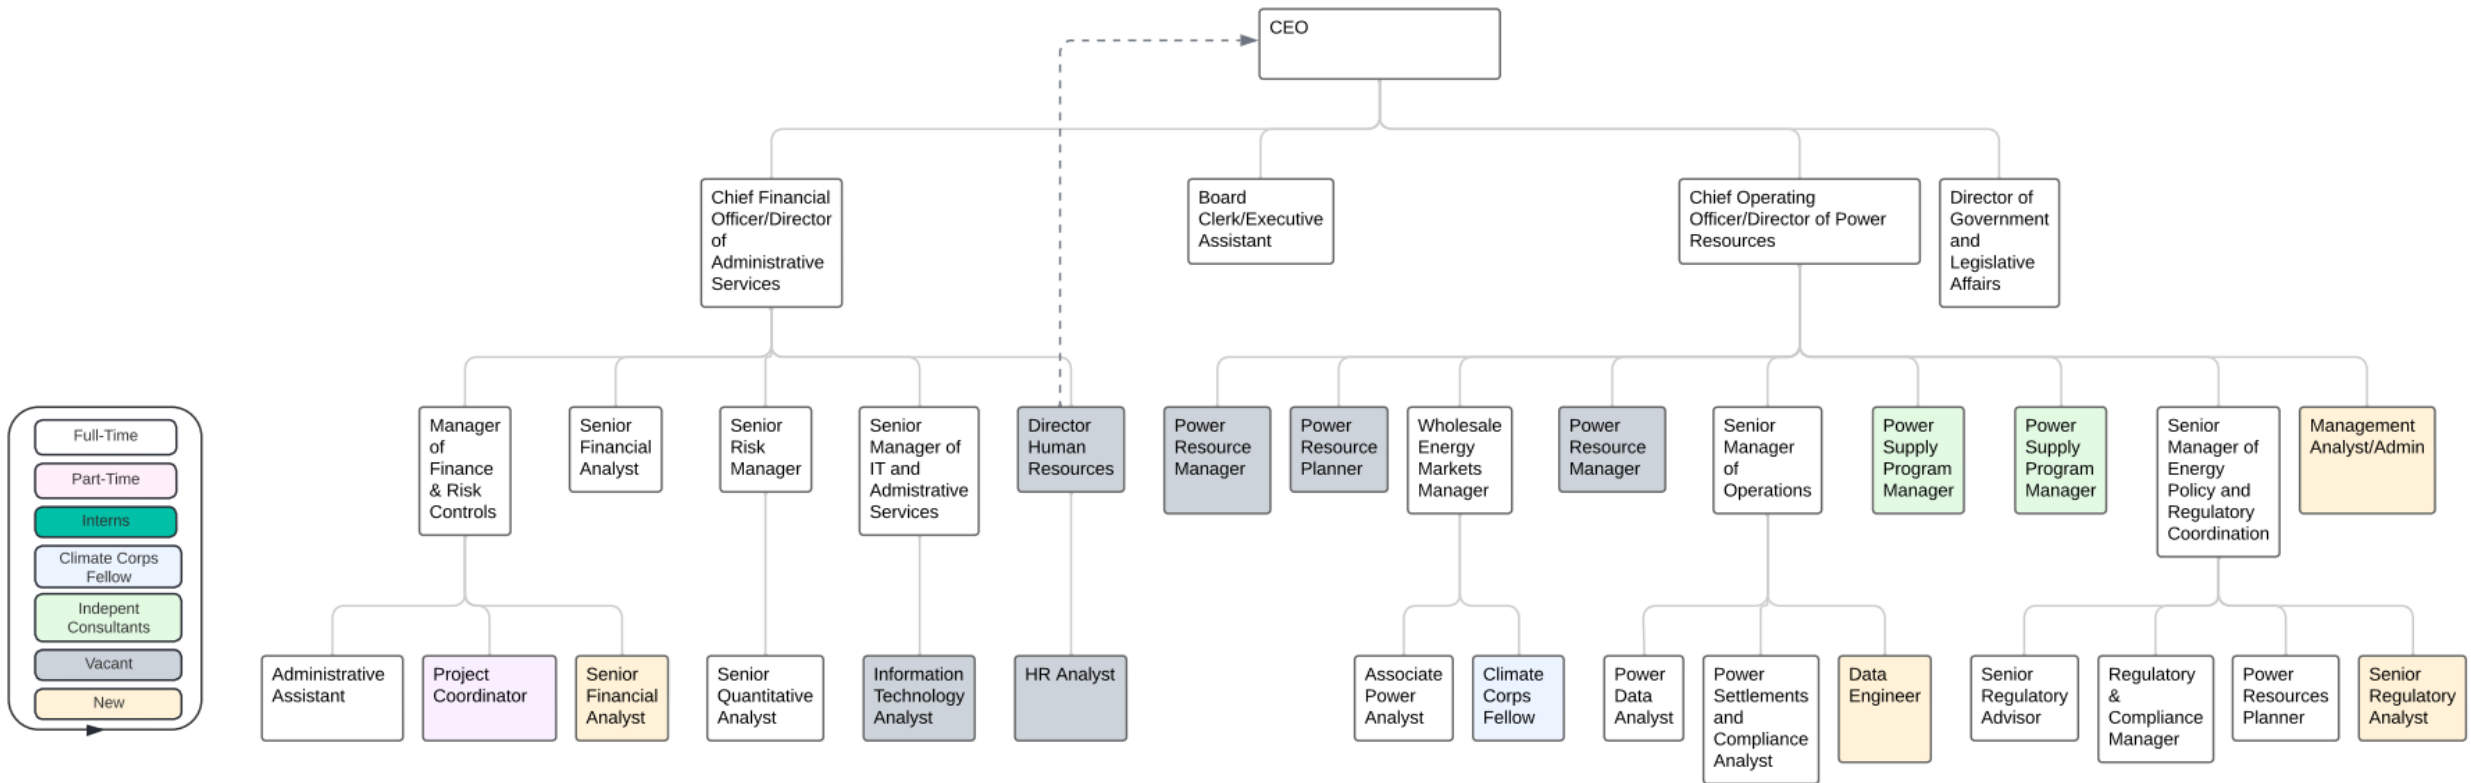 CEO
Chief Financial
Officer/Director
of
Administrative
Services
Board
Clerk/Executive
Assistant
Chief Operating
Officer/Director of Power
Resources
Director of
Government
and
Legislative
Affairs
Full-Time
Part-Time
Interns
Climate Corps
Fellow
Indepent
Consultants
Vacant
New
Manager
of
Finance
& Risk
Controls
Senior
Financial
Analyst
Senior
Risk
Manager
Senior
Manager of
IT and
Admistrative
Services
Director
Human
Resources
Power
Resource
Manager
Power
Resource
Planner
Wholesale
Energy
Markets
Manager
Power
Resource
Manager
Senior
Manager
of
Operations
Power
Supply
Program
Manager
Power
Supply
Program
Manager
Senior
Manager of
Energy
Policy and
Regulatory
Coordination
Management
Analyst/Admin
Administrative
Assistant
Project
Coordinator
Senior
Financial
Analyst
Senior
Quantitative
Analyst
Information
Technology
Analyst
HR Analyst
Associate
Power
Analyst
Climate
Corps
Fellow
Power
Data
Analyst
Power
Settlements
and
Compliance
Analyst
Data
Engineer
Senior
Regulatory
Advisor
Regulatory
&
Compliance
Manager
Power
Resources
Planner
Senior
Regulatory
Analyst